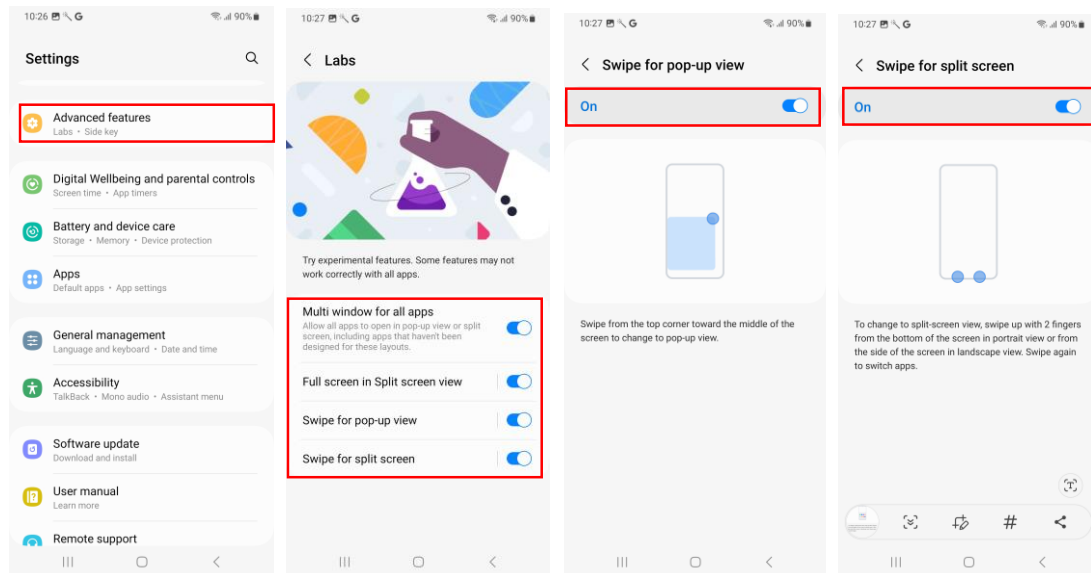 10:26 G 90%
Settings
Advanced features
Labs • Side key
Digital Wellbeing and parental controls
Screen time • App timers
Battery and device care
Storage • Memory • Device protection
Apps
Default apps • App settings
General management
Language and keyboard • Date and time
Accessibility
TalkBack • Mono audio • Assistant menu
Software update
Download and install
User manual
Learn more
Remote support
10:27 G 90%
Labs
Try experimental features. Some features may not
work correctly with all apps.
Multi window for all apps
Allow all apps to open in pop-up view or split
screen, including apps that haven't been
designed for these layouts.
Full screen in Split screen view
Swipe for pop-up view
Swipe for split screen
10:27 G 90%
Swipe for pop-up view
On
Swipe from the top corner toward the middle of the
screen to change to pop-up view.
10:27 G 90%
Swipe for split screen
On
To change to split-screen view, swipe up with 2 fingers
from the bottom of the screen in portrait view or from
the side of the screen in landscape view. Swipe again
to switch apps.
T
#